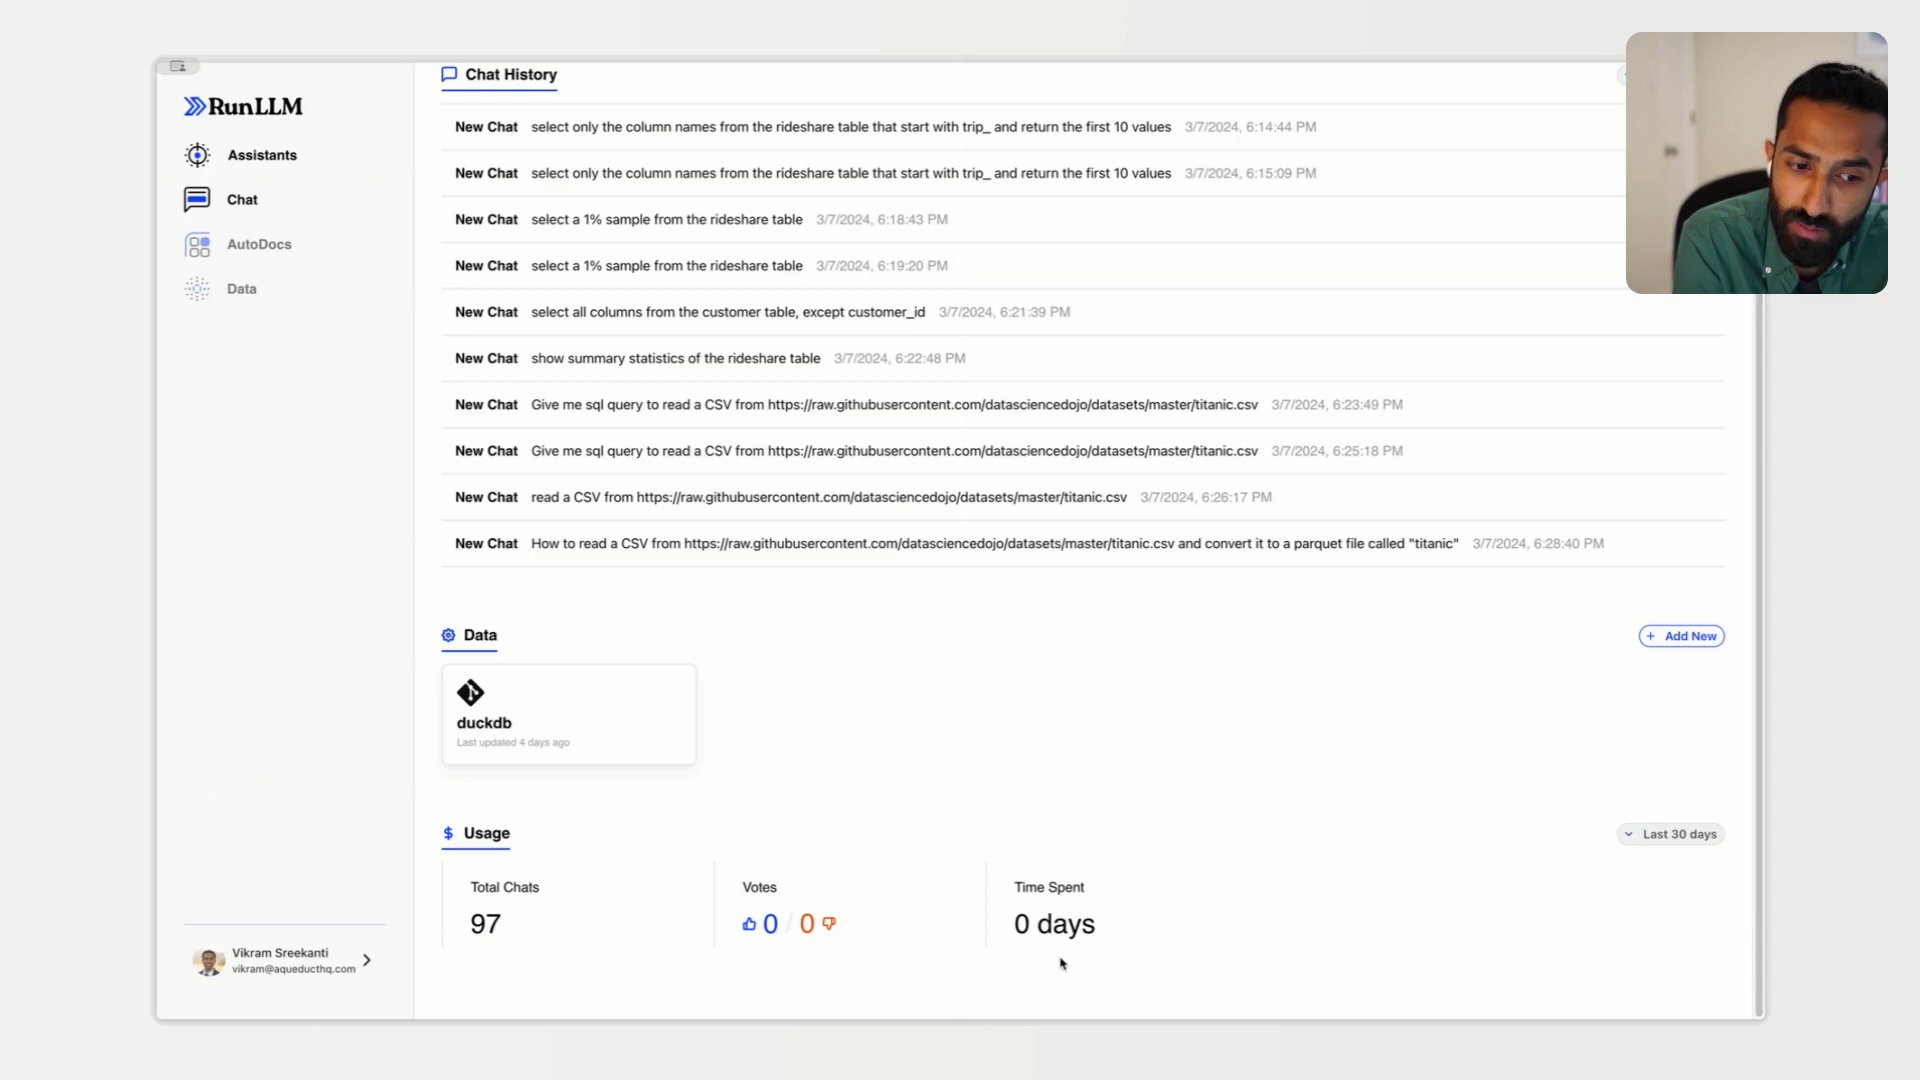 RunLLM
Assistants
Chat
AutoDocs
Data
Vikram Sreekanti
vikram@aqueducthq.com
Chat History
New Chat select only the column names from the rideshare table that start with trip_ and return the first 10 values 3/7/2024, 6:14:44 PM
New Chat select only the column names from the rideshare table that start with trip_ and return the first 10 values 3/7/2024, 6:15:09 PM
New Chat select a 1% sample from the rideshare table 3/7/2024, 6:18:43 PM
New Chat select a 1% sample from the rideshare table 3/7/2024, 6:19:20 PM
New Chat select all columns from the customer table, except customer_id 3/7/2024, 6:21:39 PM
New Chat show summary statistics of the rideshare table 3/7/2024, 6:22:48 PM
New Chat Give me sql query to read a CSV from https://raw.githubusercontent.com/datasciencedojo/datasets/master/titanic.csv 3/7/2024, 6:23:49 PM
New Chat Give me sql query to read a CSV from https://raw.githubusercontent.com/datasciencedojo/datasets/master/titanic.csv 3/7/2024, 6:25:18 PM
New Chat read a CSV from https://raw.githubusercontent.com/datasciencedojo/datasets/master/titanic.csv 3/7/2024, 6:26:17 PM
New Chat How to read a CSV from https://raw.githubusercontent.com/datasciencedojo/datasets/master/titanic.csv and convert it to a parquet file called "titanic" 3/7/2024, 6:28:40 PM
Data
+ Add New
duckdb
Last updated 4 days ago
$ Usage
Last 30 days
Total Chats
97
Votes
0 / 0
Time Spent
0 days